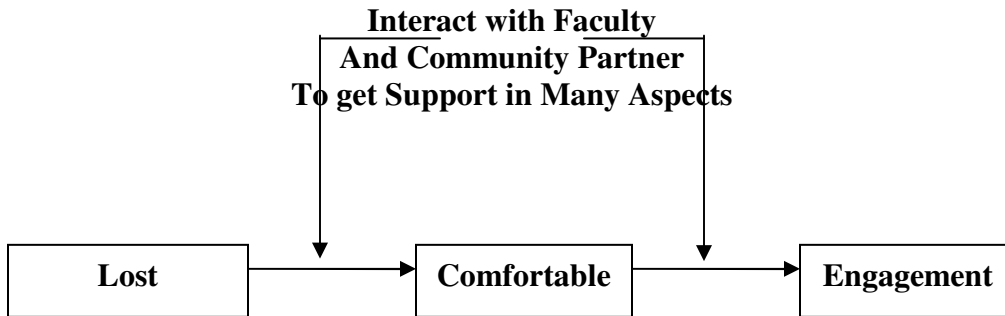 Interact with Faculty
And Community Partner
To get Support in Many Aspects
Lost
Comfortable
Engagement